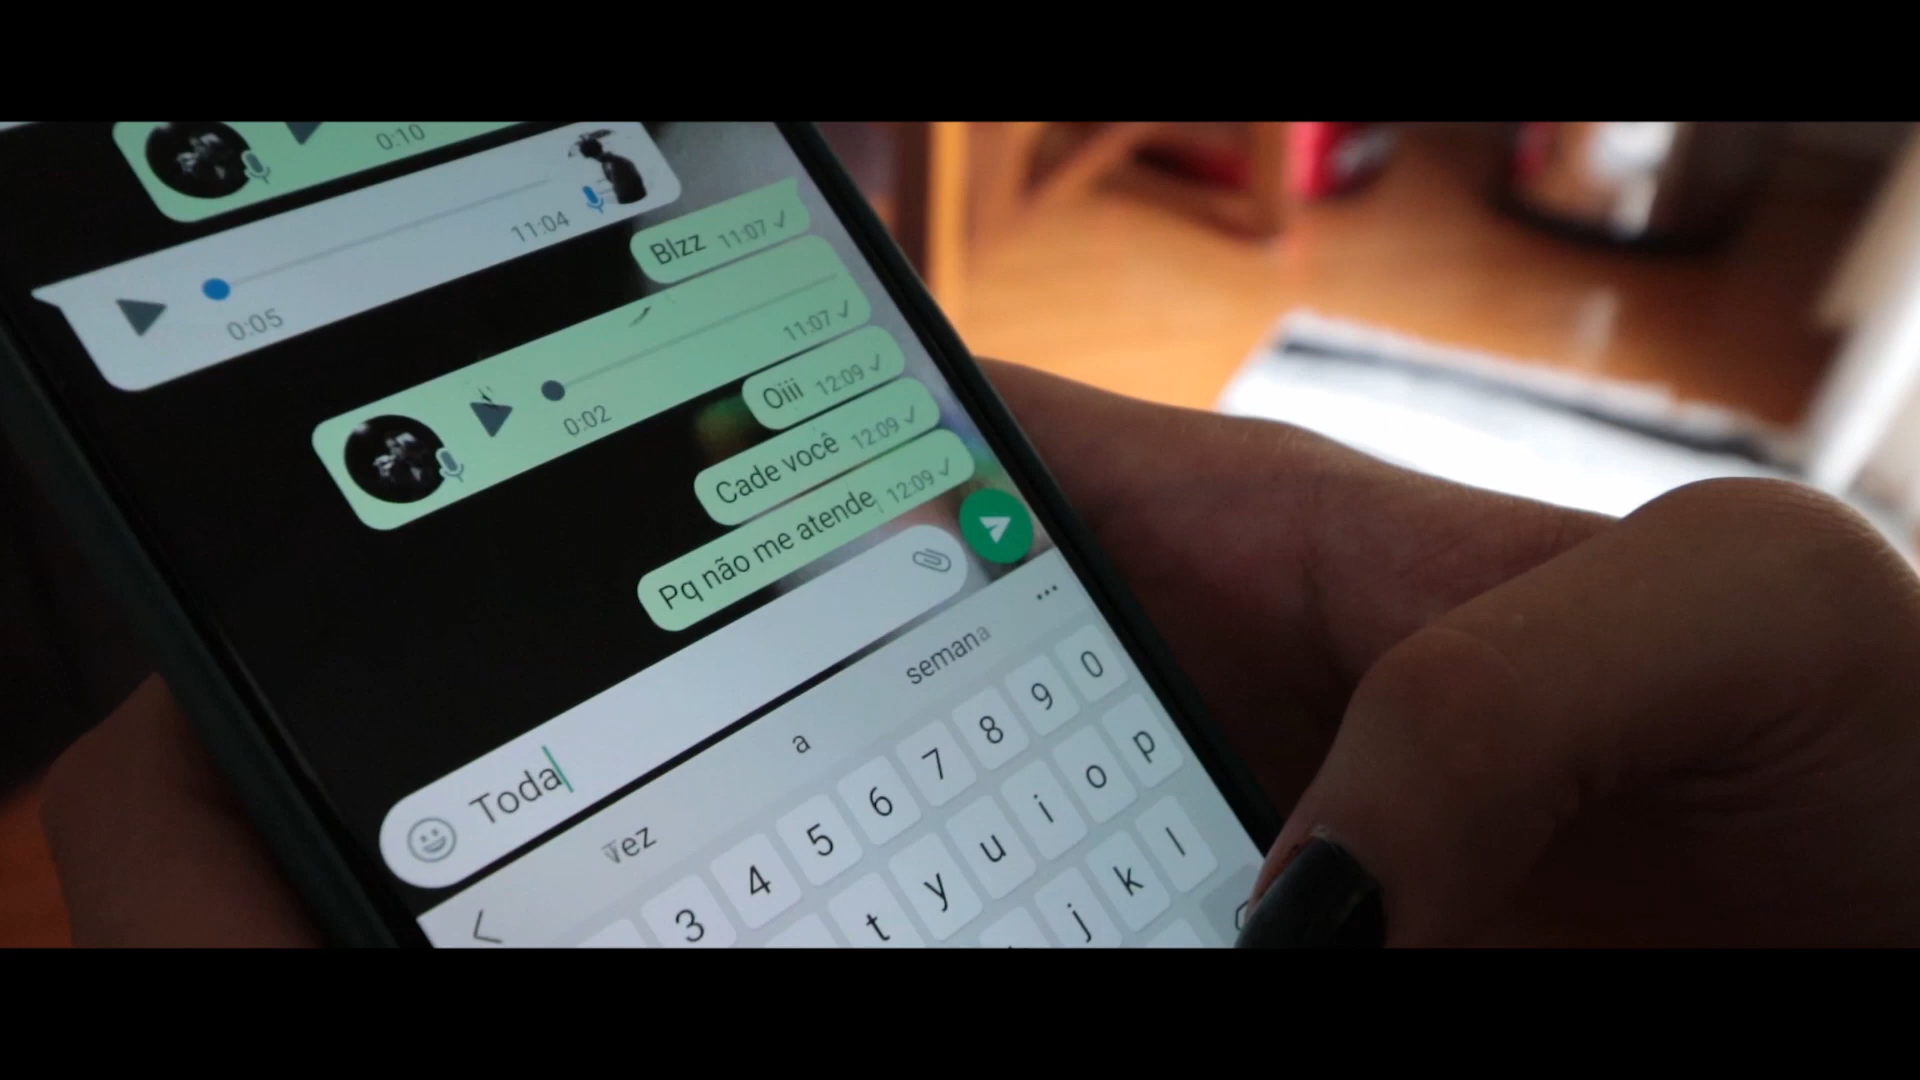 0:10
0:05
11:04
Blzz 11:07
0:02
11:07
Oiii 12:09
Cade você 12:09
Pq não me atende 12:09
Toda
Vez
a
semana
3 4 5 6 7 8 9 0
t y u i o p
j k l